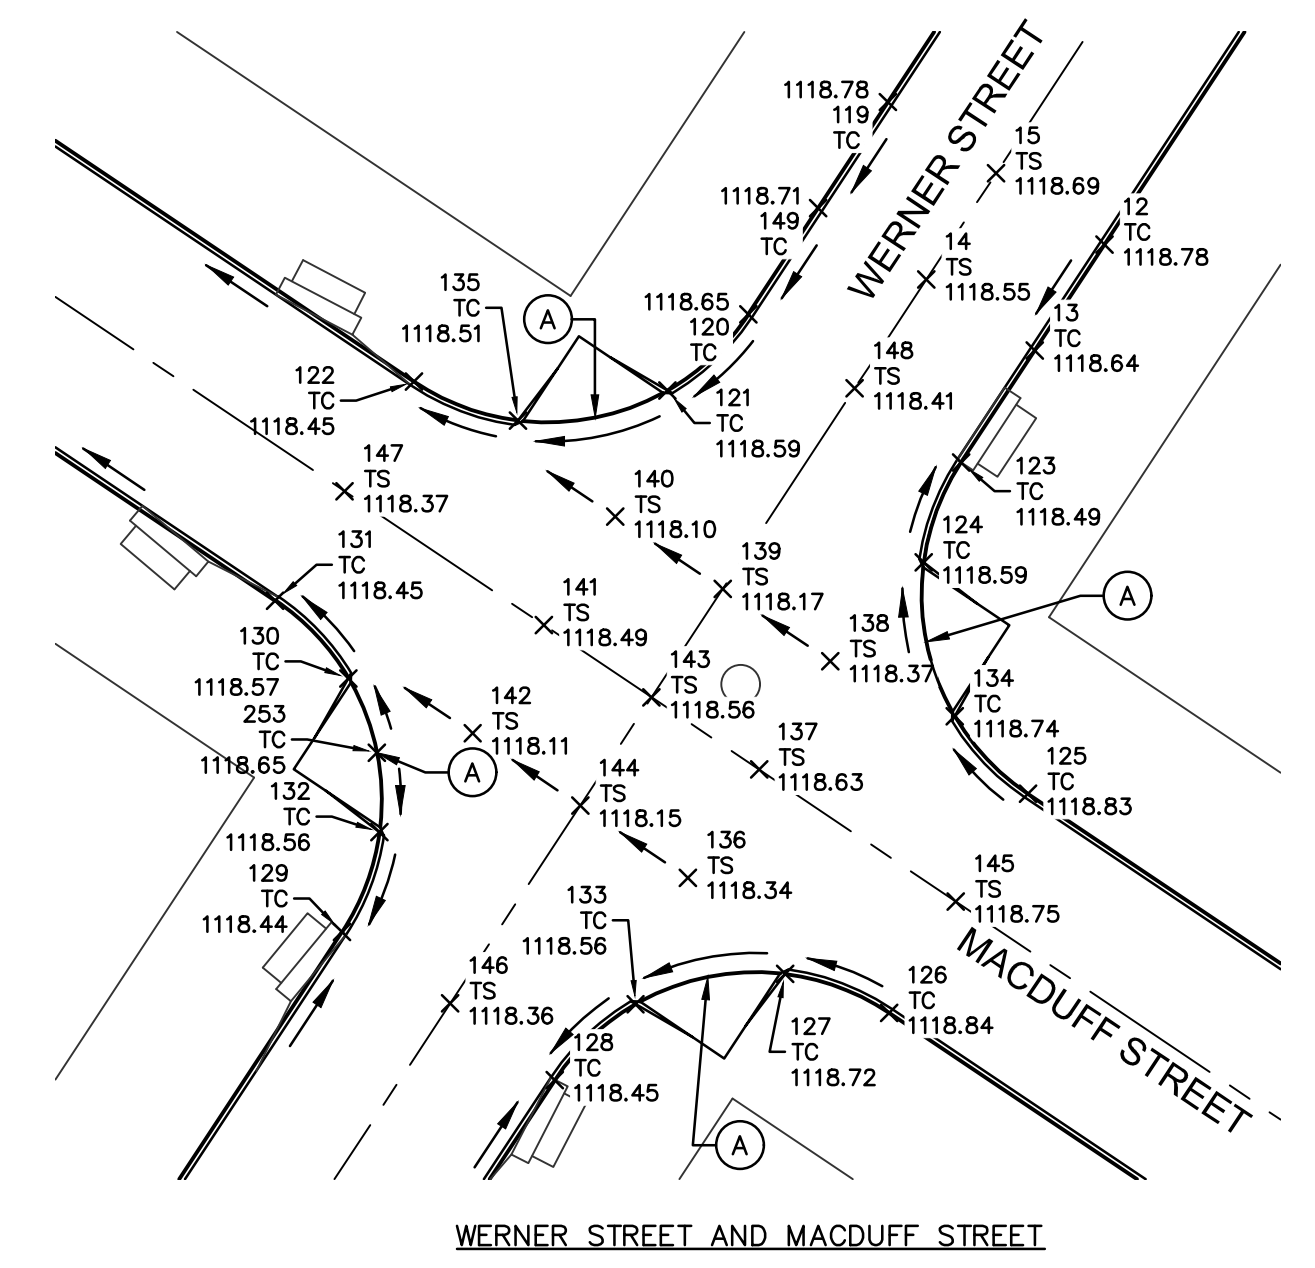 WERNER STREET
1118.78
119
TC
15
TS
1118.69
1118.71
149
TC
12
TC
1118.78
14
TS
1118.55
135
TC
1118.51
A
1118.65
120
TC
13
TC
1118.64
148
TS
1118.41
122
TC
1118.45
121
TC
1118.59
147
TS
1118.37
140
TS
1118.10
123
TC
1118.49
124
TC
1118.59
131
TC
1118.45
139
TS
1118.17
141
TS
1118.49
A
138
TS
1118.37
130
TC
1118.57
143
TS
1118.56
134
TC
1118.74
253
TC
1118.65
142
TS
1118.11
137
TS
1118.63
A
144
TS
1118.15
125
TC
1118.83
132
TC
1118.56
136
TS
1118.34
145
TS
1118.75
129
TC
1118.44
133
TC
1118.56
MACDUFF STREET
146
TS
1118.36
126
TC
1118.84
127
TC
1118.72
128
TC
1118.45
A
WERNER STREET AND MACDUFF STREET